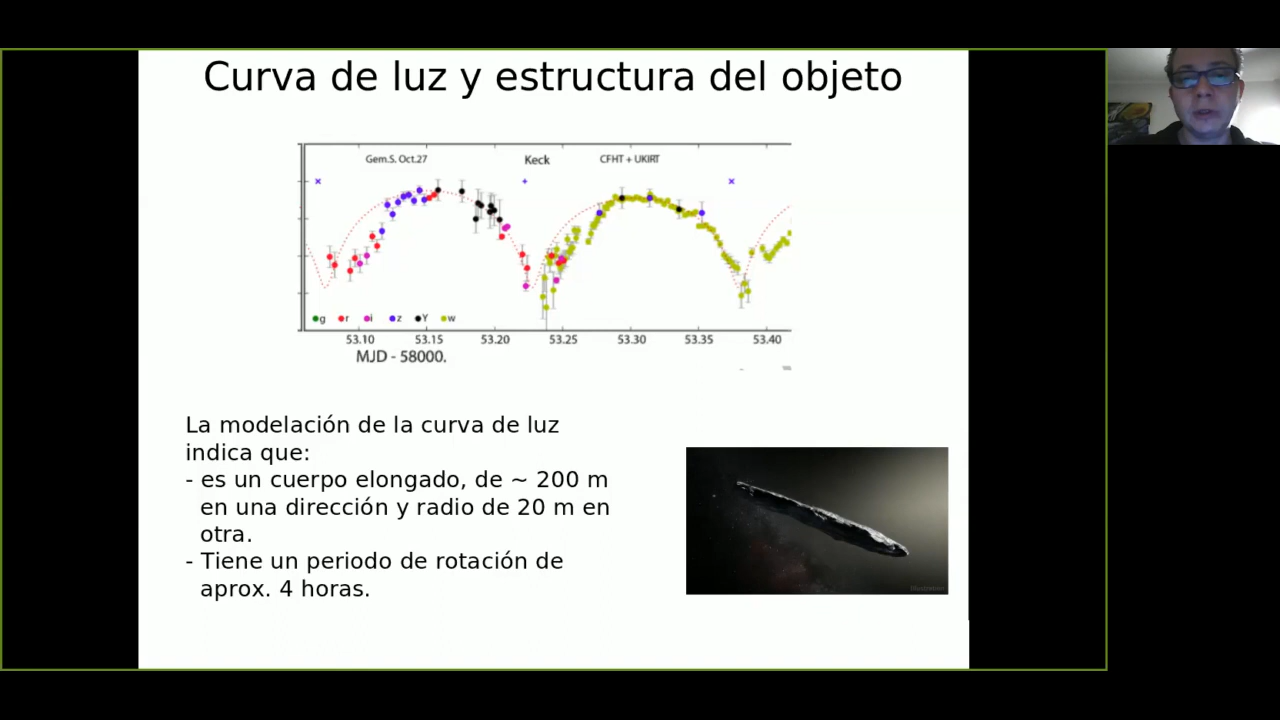 Curva de luz y estructura del objeto
Gem.S. Oct.27
Keck
CFHT + UKIRT
g r i z Y w
53.10 53.15 53.20 53.25 53.30 53.35 53.40
MJD - 58000.
La modelación de la curva de luz
indica que:
- es un cuerpo elongado, de ~ 200 m
en una dirección y radio de 20 m en
otra.
- Tiene un periodo de rotación de
aprox. 4 horas.